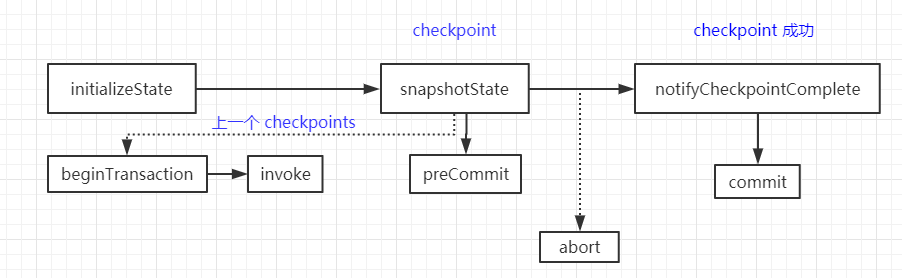 checkpoint
checkpoint 成功
initializeState
snapshotState
notifyCheckpointComplete
上一个 checkpoints
beginTransaction
invoke
preCommit
commit
abort